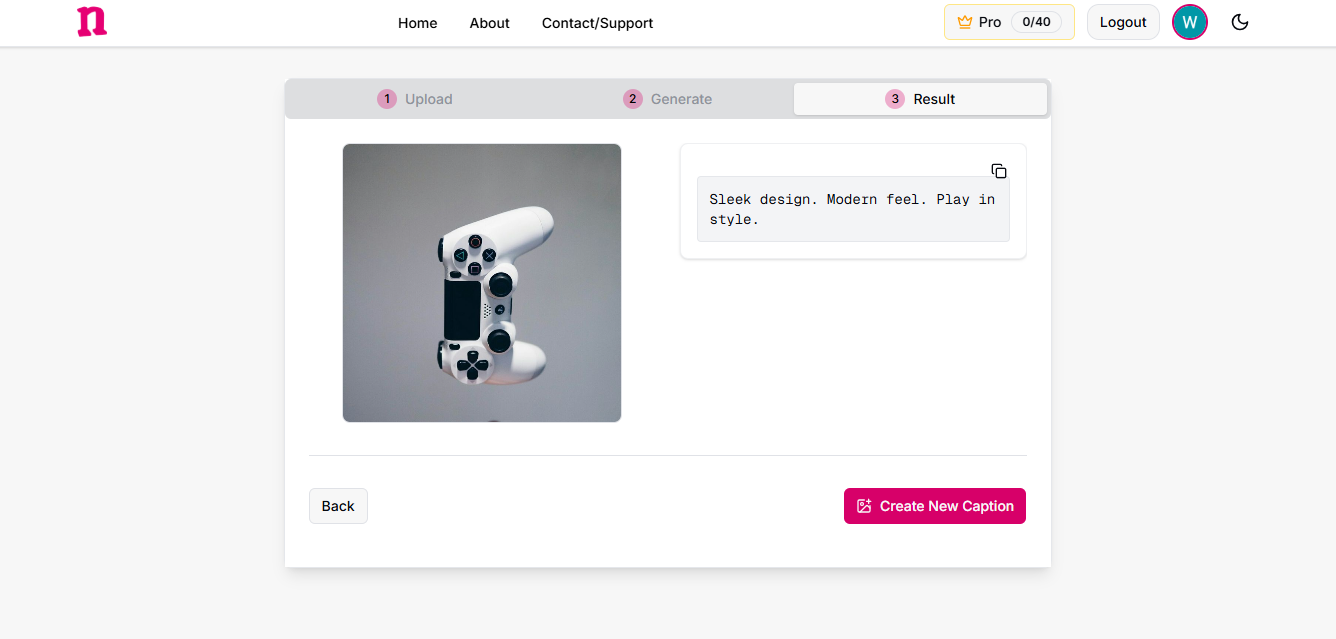 n
Home
About
Contact/Support
Pro
0/40
Logout
W
1 Upload
2 Generate
3 Result
Sleek design. Modern feel. Play in
style.
Back
Create New Caption